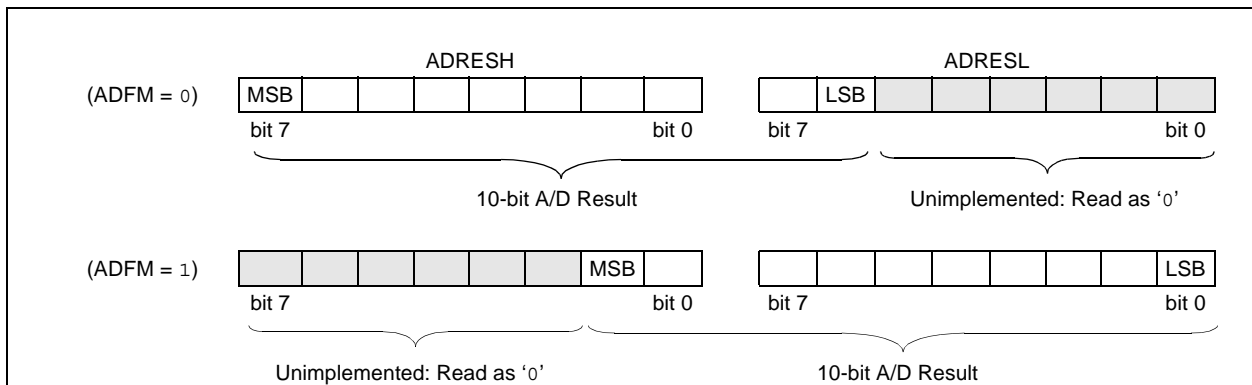 ADRESH ADRESL
(ADFM = 0) MSB LSB
bit 7 bit 0 bit 7 bit 0
10-bit A/D Result Unimplemented: Read as ‘0’
(ADFM = 1) MSB LSB
bit 7 bit 0 bit 7 bit 0
Unimplemented: Read as ‘0’ 10-bit A/D Result